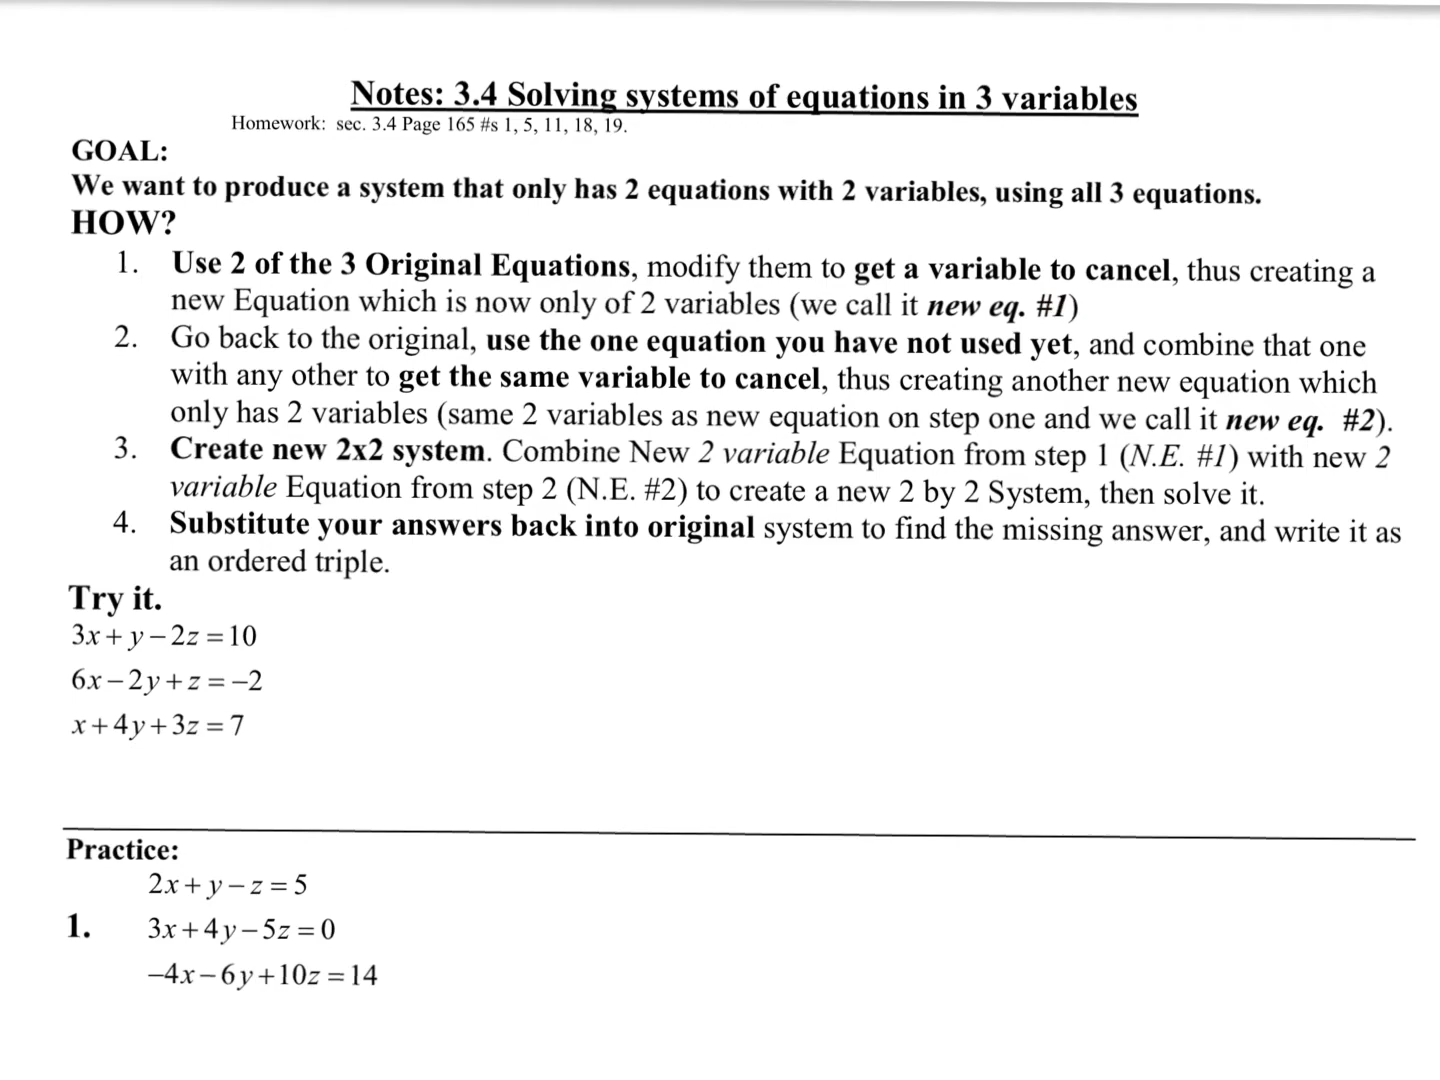 Notes: 3.4 Solving systems of equations in 3 variables
Homework: sec. 3.4 Page 165 #s 1, 5, 11, 18, 19.
GOAL:
We want to produce a system that only has 2 equations with 2 variables, using all 3 equations.
HOW?
1. Use 2 of the 3 Original Equations, modify them to get a variable to cancel, thus creating a
new Equation which is now only of 2 variables (we call it new eq. #1)
2. Go back to the original, use the one equation you have not used yet, and combine that one
with any other to get the same variable to cancel, thus creating another new equation which
only has 2 variables (same 2 variables as new equation on step one and we call it new eq. #2).
3. Create new 2x2 system. Combine New 2 variable Equation from step 1 (N.E. #1) with new 2
variable Equation from step 2 (N.E. #2) to create a new 2 by 2 System, then solve it.
4. Substitute your answers back into original system to find the missing answer, and write it as
an ordered triple.
Try it.
3x + y − 2z = 10
6x − 2y + z = −2
x + 4y + 3z = 7
Practice:
2x + y − z = 5
1. 3x + 4y − 5z = 0
−4x − 6y + 10z = 14